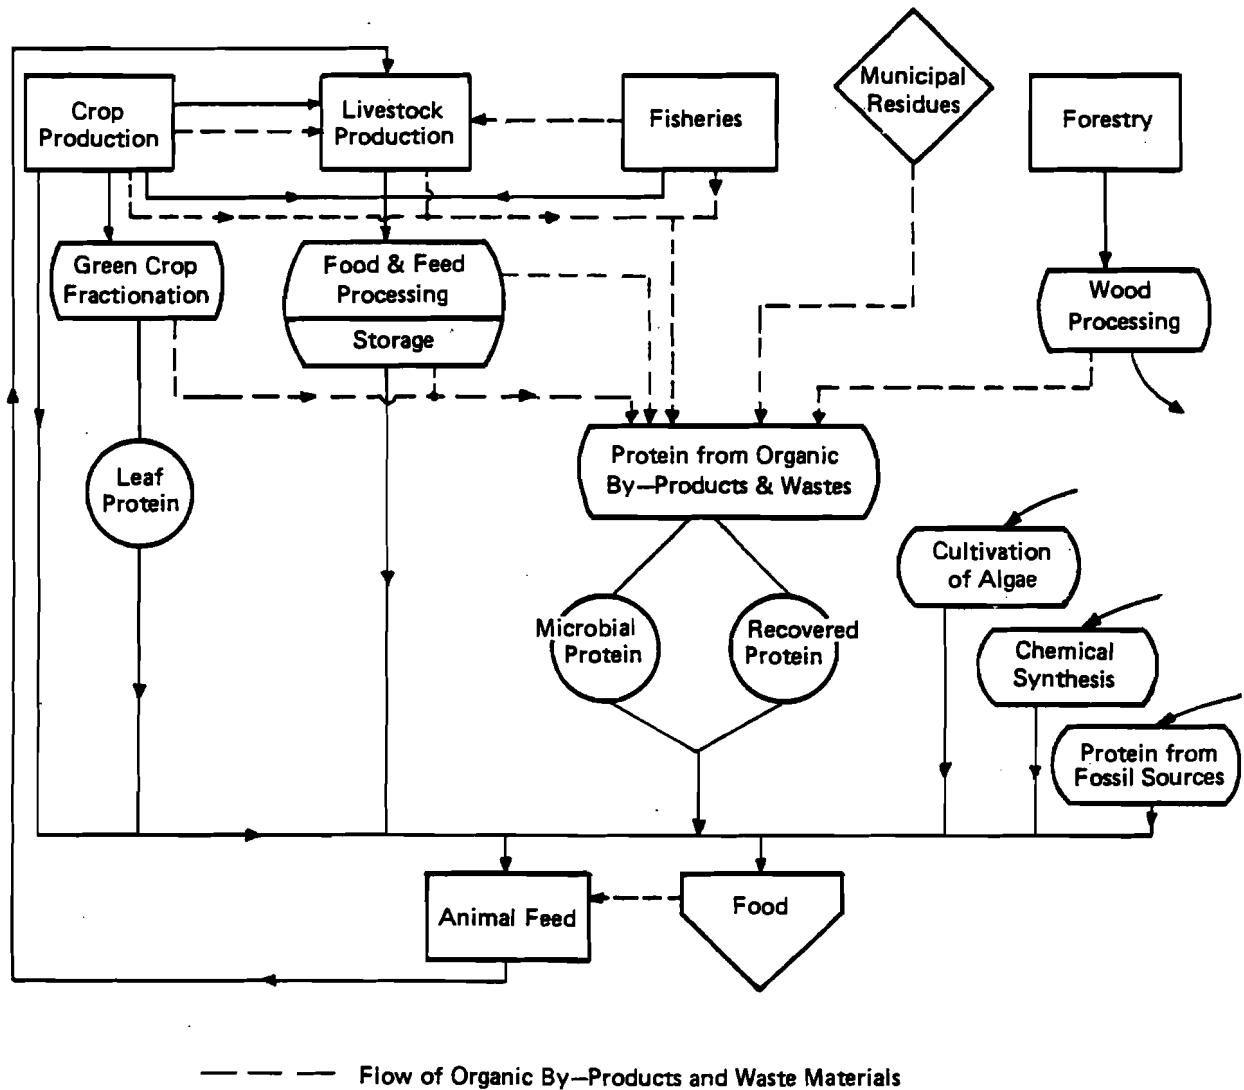 Crop
Production
Livestock
Production
Fisheries
Municipal
Residues
Forestry
Green Crop
Fractionation
Food & Feed
Processing
Storage
Wood
Processing
Leaf
Protein
Protein from Organic
By—Products & Wastes
Cultivation
of Algae
Microbial
Protein
Recovered
Protein
Chemical
Synthesis
Protein from
Fossil Sources
Animal Feed
Food
Flow of Organic By—Products and Waste Materials